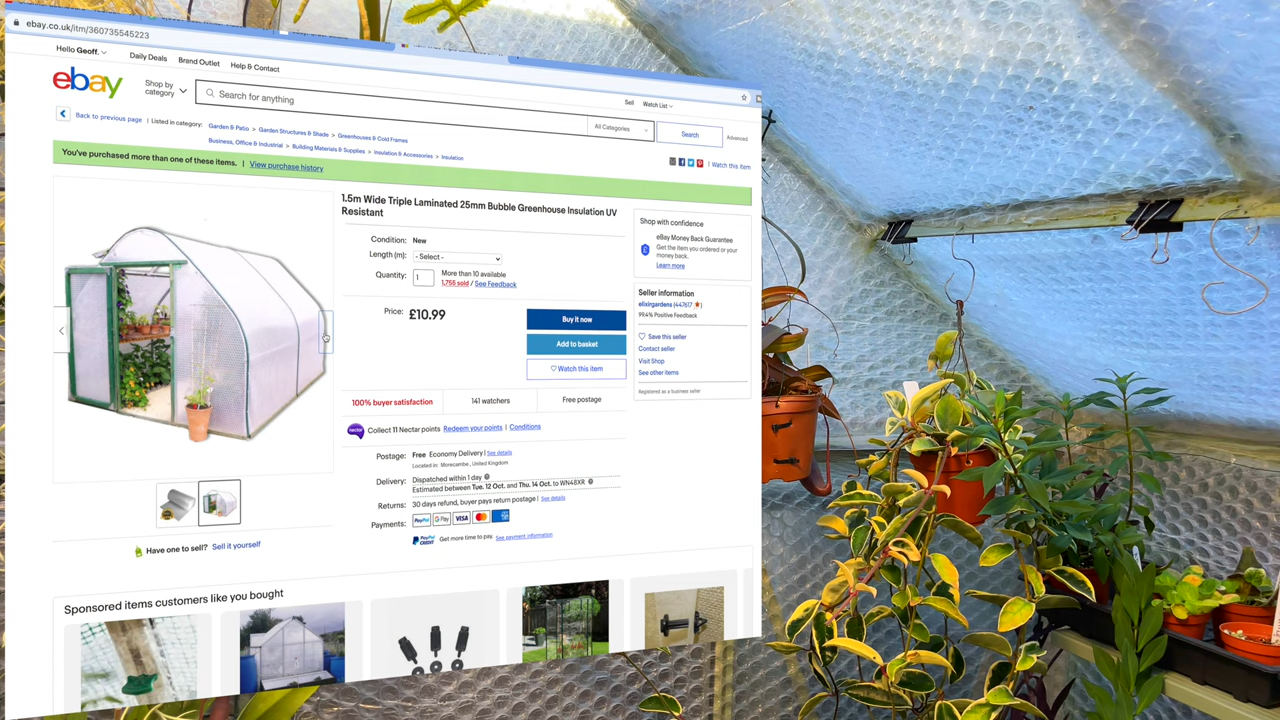 ebay.co.uk/itm/360735545223
Hello Geoff.
Daily Deals
Brand Outlet
Help & Contact
Sell
Watch List
ebay
Shop by category
Search for anything
All Categories
Search
Advanced
Back to previous page | Listed in category:
Garden & Patio > Garden Structures & Shade > Greenhouses & Cold Frames
Business, Office & Industrial > Building Materials & Supplies > Insulation & Accessories > Insulation
| Watch this item
You've purchased more than one of these items. | View purchase history
1.5m Wide Triple Laminated 25mm Bubble Greenhouse Insulation UV
Resistant
Condition: New
Length (m): - Select -
Quantity: 1
More than 10 available
1,755 sold / See Feedback
Price: £10.99
Buy it now
Add to basket
Watch this item
100% buyer satisfaction
141 watchers
Free postage
nectar
Collect 11 Nectar points Redeem your points | Conditions
Postage: Free Economy Delivery | See details
Located in: Morecambe, United Kingdom
Delivery: Dispatched within 1 day
Estimated between Tue. 12 Oct. and Thu. 14 Oct. to WN48XR
Returns: 30 days refund, buyer pays return postage | See details
Payments: PayPal G Pay VISA
PayPal CREDIT
Get more time to pay. See payment information
Shop with confidence
eBay Money Back Guarantee
Get the item you ordered or your
money back.
Learn more
Seller information
elixirgardens (447617)
99.4% Positive Feedback
Save this seller
Contact seller
Visit Shop
See other items
Registered as a business seller
Have one to sell? Sell it yourself
Sponsored items customers like you bought